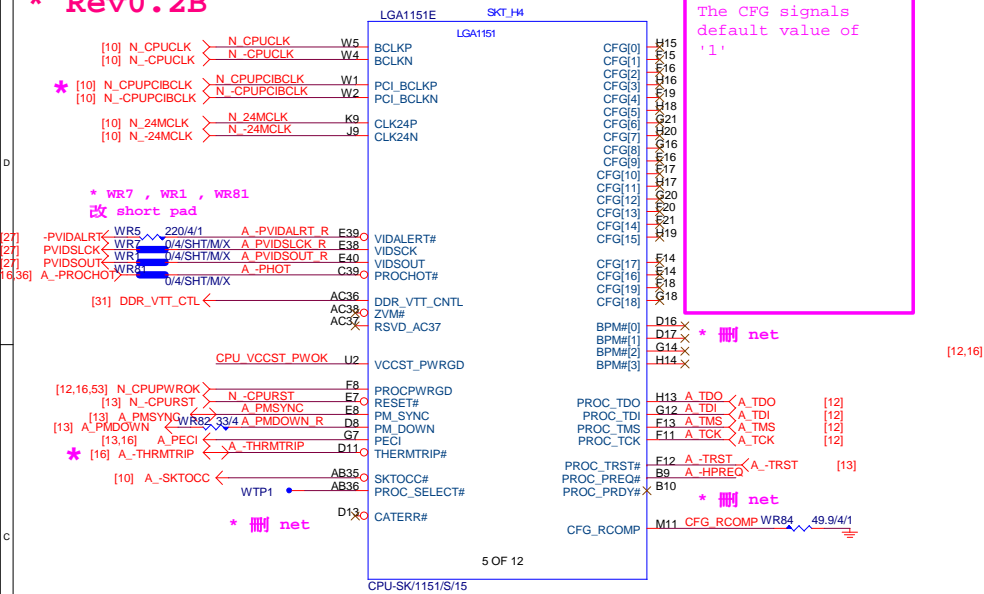 * Rev0.2B
LGA1151E
SKT_H4
LGA1151
The CFG signals
default value of
'1'
[10] N_CPUCLK N_CPUCLK W5 BCLKP
[10] N_-CPUCLK N_-CPUCLK W4 BCLKN
* [10] N_CPUPCIBCLK N_CPUPCIBCLK W1 PCI_BCLKP
[10] N_-CPUPCIBCLK N_-CPUPCIBCLK W2 PCI_BCLKN
[10] N_24MCLK N_24MCLK K9 CLK24P
[10] N_-24MCLK N_-24MCLK J9 CLK24N
CFG[0] H15
CFG[1] F15
CFG[2] F16
CFG[3] H16
CFG[4] F19
CFG[5] H18
CFG[6] G21
CFG[7] H20
CFG[8] G16
CFG[9] E16
CFG[10] F17
CFG[11] H17
CFG[12] G20
CFG[13] F20
CFG[14] F21
CFG[15] H19
CFG[17] F14
CFG[16] E14
CFG[19] F18
CFG[18] G18
D
* WR7 , WR1 , WR81
改 short pad
[27] -PVIDALRT WR5 220/4/1 A_-PVIDALRT_R E39 VIDALERT#
[27] PVIDSLCK WR7 0/4/SHT/M/X A_PVIDSLCK_R E38 VIDSCK
[27] PVIDSOUT WR1 0/4/SHT/M/X A_PVIDSOUT_R E40 VIDSOUT
16,36] A_-PROCHOT WR81 0/4/SHT/M/X A_-PHOT C39 PROCHOT#
[31] DDR_VTT_CTL AC36 DDR_VTT_CNTL
AC38 ZVM#
AC37 RSVD_AC37
BPM#[0] D16
BPM#[1] D17
BPM#[2] G14
BPM#[3] H14
* 刪 net
[12,16]
CPU_VCCST_PWOK U2 VCCST_PWRGD
[12,16,53] N_CPUPWROK F8 PROCPWRGD
[13] N_-CPURST N_-CPURST E7 RESET#
[13] A_PMSYNC A_PMSYNC E8 PM_SYNC
[13] A_PMDOWN WR82 33/4 A_PMDOWN_R D8 PM_DOWN
[13,16] A_PECI G7 PECI
* [16] A_-THRMTRIP A_-THRMTRIP D11 THERMTRIP#
PROC_TDO H13 A_TDO A_TDO [12]
PROC_TDI G12 A_TDI A_TDI [12]
PROC_TMS F13 A_TMS A_TMS [12]
PROC_TCK F11 A_TCK A_TCK [12]
PROC_TRST# F12 A_-TRST A_-TRST [13]
PROC_PREQ# B9 A_-HPREQ
PROC_PRDY# B10
[10] A_-SKTOCC AB35 SKTOCC#
WTP1 AB36 PROC_SELECT#
* 刪 net
* 刪 net
D13 CATERR#
CFG_RCOMP M11 CFG_RCOMP WR84 49.9/4/1
C
5 OF 12
CPU-SK/1151/S/15